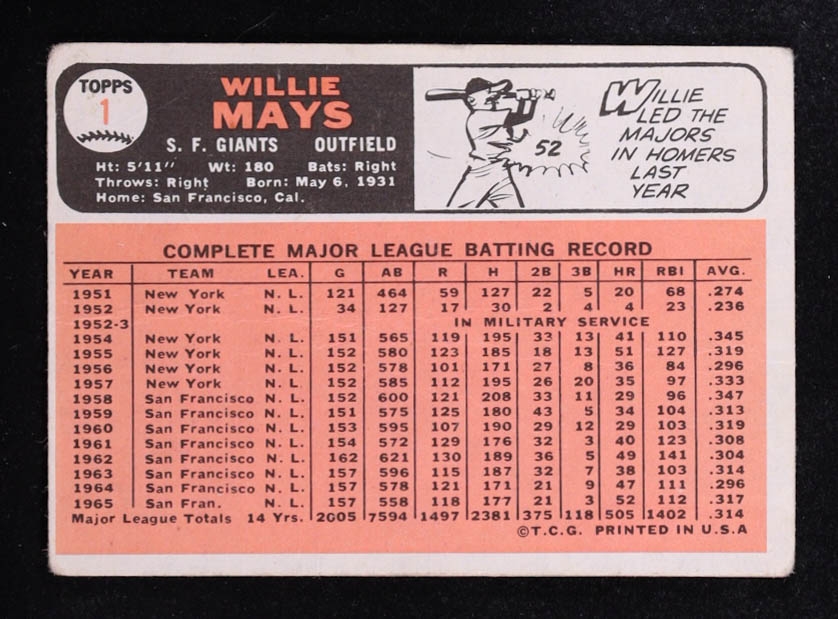 TOPPS
1
WILLIE
MAYS
S. F. GIANTS OUTFIELD
Ht: 5'11" Wt: 180 Bats: Right
Throws: Right Born: May 6, 1931
Home: San Francisco, Cal.
52
WILLIE
LED THE
MAJORS
IN HOMERS
LAST
YEAR
COMPLETE MAJOR LEAGUE BATTING RECORD
YEAR TEAM LEA. G AB R H 2B 3B HR RBI AVG.
1951 New York N. L. 121 464 59 127 22 5 20 68 .274
1952 New York N. L. 34 127 17 30 2 4 4 23 .236
1952-3 IN MILITARY SERVICE
1954 New York N. L. 151 565 119 195 33 13 41 110 .345
1955 New York N. L. 152 580 123 185 18 13 51 127 .319
1956 New York N. L. 152 578 101 171 27 8 36 84 .296
1957 New York N. L. 152 585 112 195 26 20 35 97 .333
1958 San Francisco N. L. 152 600 121 208 33 11 29 96 .347
1959 San Francisco N. L. 151 575 125 180 43 5 34 104 .313
1960 San Francisco N. L. 153 595 107 190 29 12 29 103 .319
1961 San Francisco N. L. 154 572 129 176 32 3 40 123 .308
1962 San Francisco N. L. 162 621 130 189 36 5 49 141 .304
1963 San Francisco N. L. 157 596 115 187 32 7 38 103 .314
1964 San Francisco N. L. 157 578 121 171 21 9 47 111 .296
1965 San Fran. N. L. 157 558 118 177 21 3 52 112 .317
Major League Totals 14 Yrs. 2005 7594 1497 2381 375 118 505 1402 .314
©T.C.G. PRINTED IN U.S.A